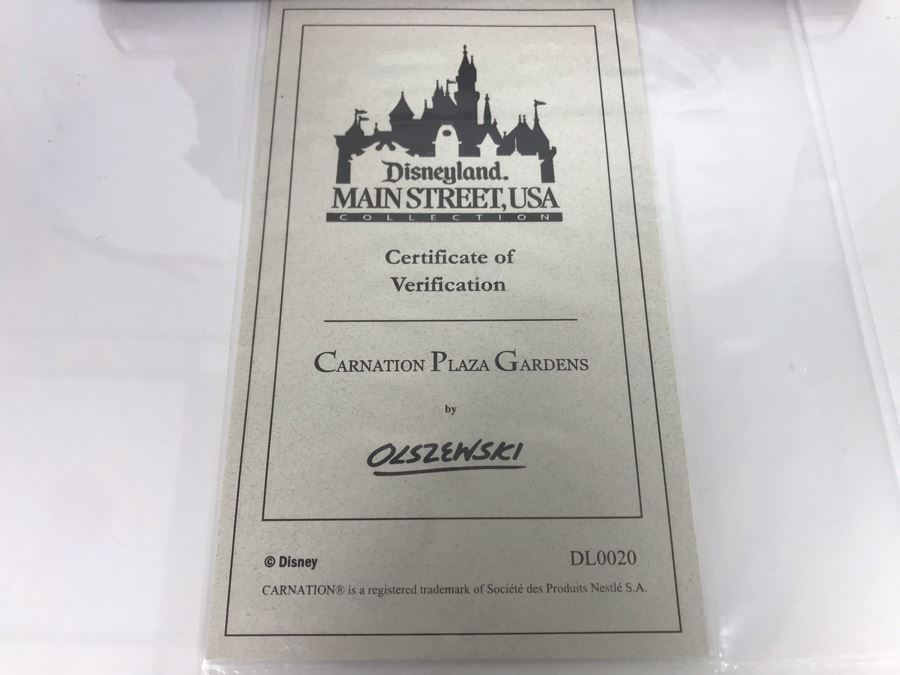 Disneyland.
MAIN STREET, USA
COLLECTION
Certificate of
Verification
CARNATION PLAZA GARDENS
by
OLSZEWSKI
© Disney
DL0020
CARNATION® is a registered trademark of Société des Produits Nestlé S.A.